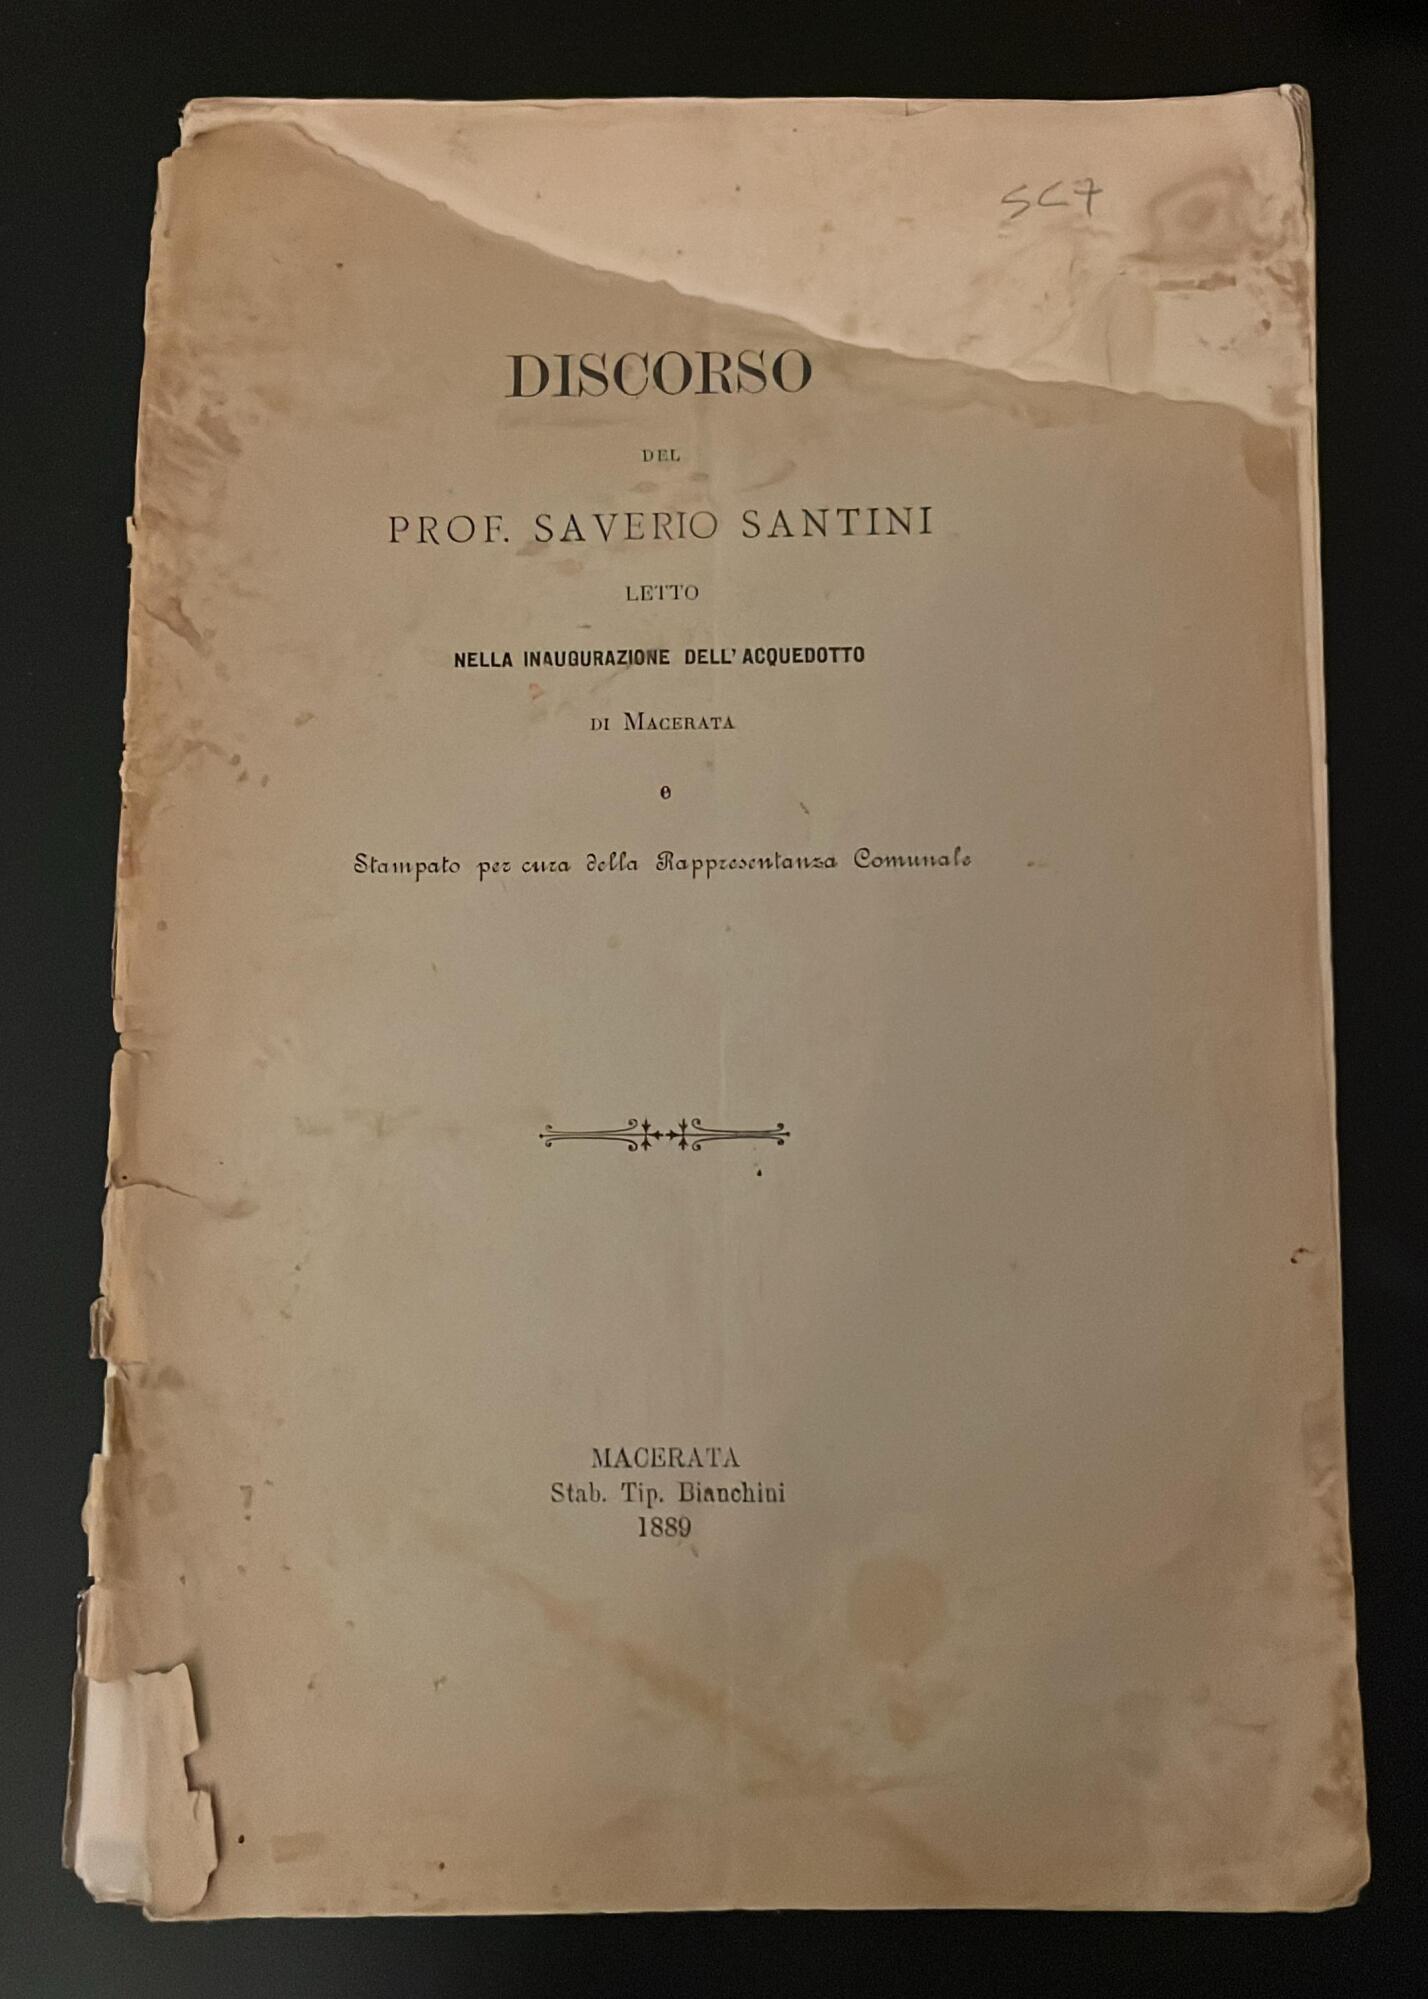 SC7
DISCORSO
DEL
PROF. SAVERIO SANTINI
LETTO
NELLA INAUGURAZIONE DELL' ACQUEDOTTO
DI MACERATA
e
Stampato per cura della Rappresentanza Comunale
MACERATA
Stab. Tip. Bianchini
1889